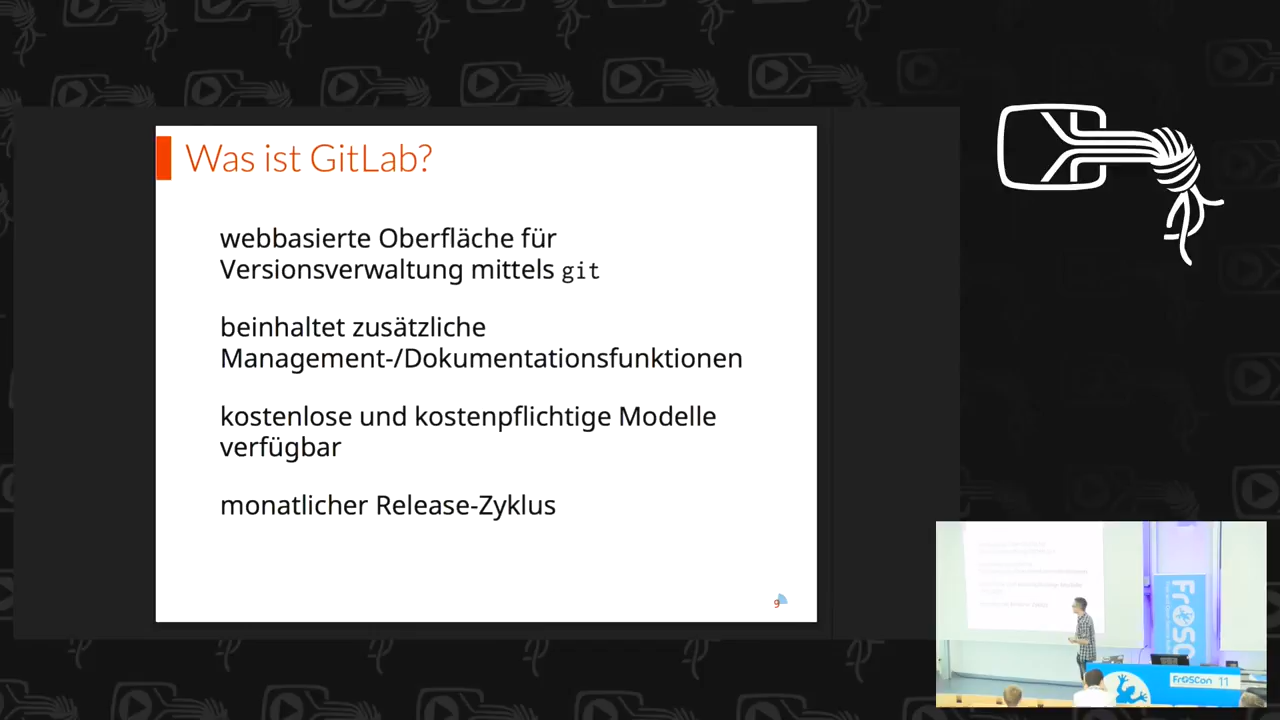 Was ist GitLab?
webbasierte Oberfläche für
Versionsverwaltung mittels git
beinhaltet zusätzliche
Management-/Dokumentationsfunktionen
kostenlose und kostenpflichtige Modelle
verfügbar
monatlicher Release-Zyklus
9
FrOSC
FrOSCon 11